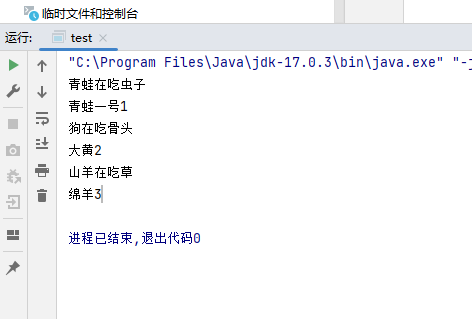 临时文件和控制台
运行: test
"C:\Program Files\Java\jdk-17.0.3\bin\java.exe" "-j
青蛙在吃虫子
青蛙一号1
狗在吃骨头
大黄2
山羊在吃草
绵羊3
进程已结束,退出代码0